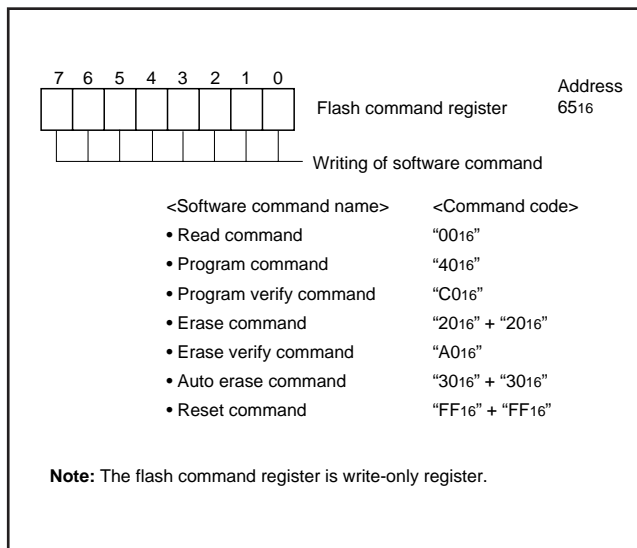 7 6 5 4 3 2 1 0
Address
Flash command register 6516
Writing of software command
<Software command name> <Command code>
• Read command “0016”
• Program command “4016”
• Program verify command “C016”
• Erase command “2016” + “2016”
• Erase verify command “A016”
• Auto erase command “3016” + “3016”
• Reset command “FF16” + “FF16”
Note: The flash command register is write-only register.